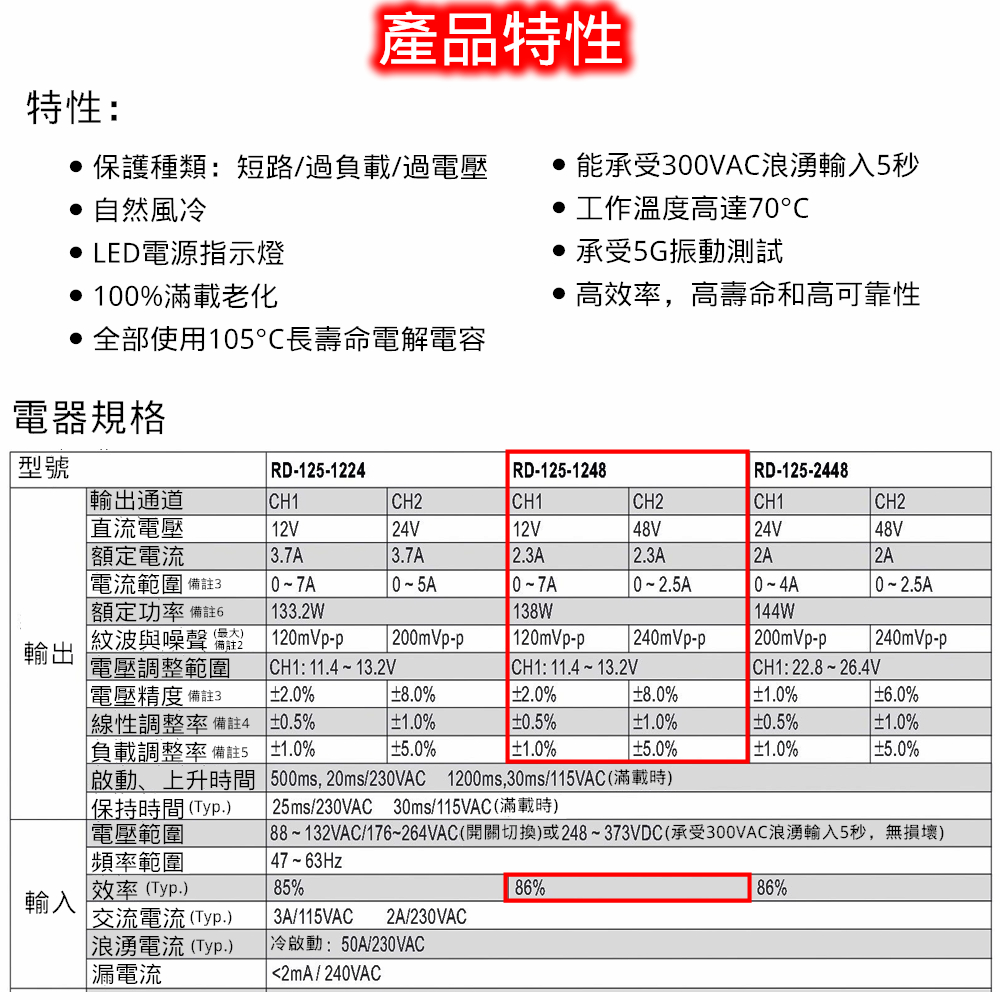 產品特性
特性：
• 保護種類：短路/過負載/過電壓
• 自然風冷
• LED電源指示燈
• 100%滿載老化
• 全部使用105°C長壽命電解電容
• 能承受300VAC浪湧輸入5秒
• 工作溫度高達70°C
• 承受5G振動測試
• 高效率，高壽命和高可靠性
電器規格
型號 RD-125-1224 RD-125-1248 RD-125-2448
輸出
輸出通道 CH1 CH2 CH1 CH2 CH1 CH2
直流電壓 12V 24V 12V 48V 24V 48V
額定電流 3.7A 3.7A 2.3A 2.3A 2A 2A
電流範圍 備註3 0~7A 0~5A 0~7A 0~2.5A 0~4A 0~2.5A
額定功率 備註6 133.2W 138W 144W
紋波與噪聲 (最大) 備註2 120mVp-p 200mVp-p 120mVp-p 240mVp-p 200mVp-p 240mVp-p
電壓調整範圍 CH1: 11.4 ~ 13.2V CH1: 11.4 ~ 13.2V CH1: 22.8 ~ 26.4V
電壓精度 備註3 ±2.0% ±8.0% ±2.0% ±8.0% ±1.0% ±6.0%
線性調整率 備註4 ±0.5% ±1.0% ±0.5% ±1.0% ±0.5% ±1.0%
負載調整率 備註5 ±1.0% ±5.0% ±1.0% ±5.0% ±1.0% ±5.0%
啟動、上升時間 500ms, 20ms/230VAC 1200ms,30ms/115VAC(滿載時)
保持時間 (Typ.) 25ms/230VAC 30ms/115VAC(滿載時)
輸入
電壓範圍 88 ~ 132VAC/176~264VAC(開關切換)或248 ~ 373VDC(承受300VAC浪湧輸入5秒，無損壞)
頻率範圍 47 ~ 63Hz
效率 (Typ.) 85% 86% 86%
交流電流 (Typ.) 3A/115VAC 2A/230VAC
浪湧電流 (Typ.) 冷啟動：50A/230VAC
漏電流 <2mA / 240VAC